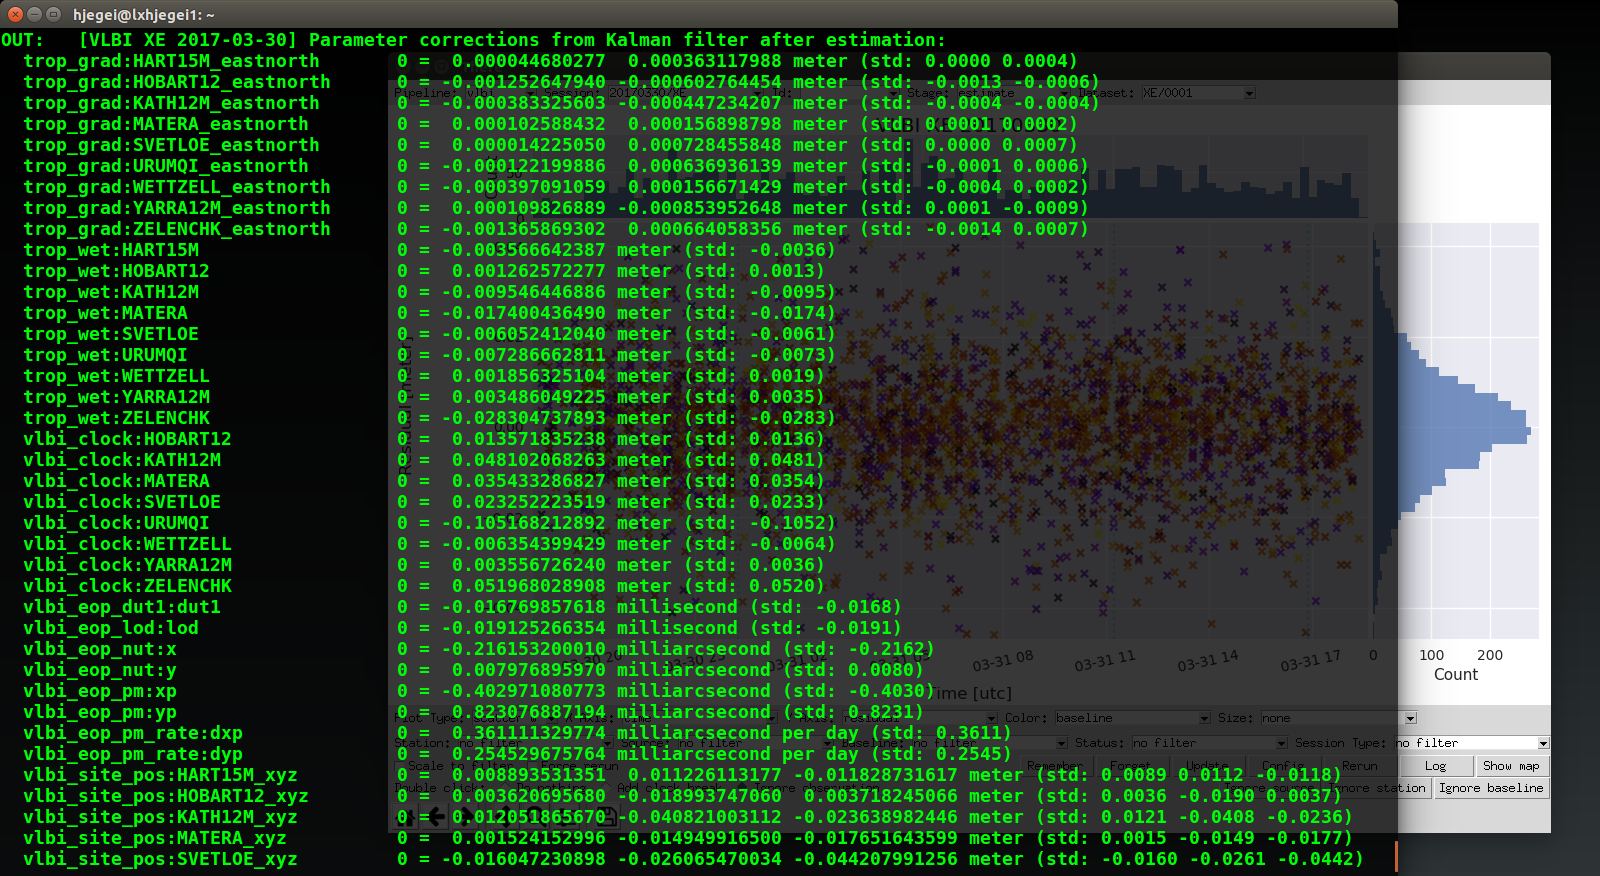 hjegei@lxhjegei1: ~
OUT:   [VLBI XE 2017-03-30] Parameter corrections from Kalman filter after estimation:
trop_grad:HART15M_eastnorth 0 = 0.000044680277 0.000363117988 meter (std: 0.0000 0.0004)
trop_grad:HOBART12_eastnorth 0 = -0.001252647940 -0.000602764454 meter (std: -0.0013 -0.0006)
Pipeline: vlbi Session: 20170330/XE Id: Stage: estimate Dataset: XE/0001
trop_grad:KATH12M_eastnorth 0 = -0.000383325603 -0.000447234207 meter (std: -0.0004 -0.0004)
trop_grad:MATERA_eastnorth 0 = 0.000102588432 0.000156898798 meter (std: 0.0001 0.0002)
trop_grad:SVETLOE_eastnorth 0 = 0.000014225050 0.000728455848 meter (std: 0.0000 0.0007)
trop_grad:URUMQI_eastnorth 0 = -0.000122199886 0.000636936139 meter (std: -0.0001 0.0006)
trop_grad:WETTZELL_eastnorth 0 = -0.000397091059 0.000156671429 meter (std: -0.0004 0.0002)
trop_grad:YARRA12M_eastnorth 0 = 0.000109826889 -0.000853952648 meter (std: 0.0001 -0.0009)
trop_grad:ZELENCHK_eastnorth 0 = -0.001365869302 0.000664058356 meter (std: -0.0014 0.0007)
trop_wet:HART15M 0 = -0.003566642387 meter (std: -0.0036)
trop_wet:HOBART12 0 = 0.001262572277 meter (std: 0.0013)
trop_wet:KATH12M 0 = -0.009546446886 meter (std: -0.0095)
trop_wet:MATERA 0 = -0.017400436490 meter (std: -0.0174)
trop_wet:SVETLOE 0 = -0.006052412040 meter (std: -0.0061)
trop_wet:URUMQI 0 = -0.007286662811 meter (std: -0.0073)
trop_wet:WETTZELL 0 = 0.001856325104 meter (std: 0.0019)
trop_wet:YARRA12M 0 = 0.003486049225 meter (std: 0.0035)
trop_wet:ZELENCHK 0 = -0.028304737893 meter (std: -0.0283)
vlbi_clock:HOBART12 0 = 0.013571835238 meter (std: 0.0136)
vlbi_clock:KATH12M 0 = 0.048102068263 meter (std: 0.0481)
vlbi_clock:MATERA 0 = 0.035433286827 meter (std: 0.0354)
vlbi_clock:SVETLOE 0 = 0.023252223519 meter (std: 0.0233)
vlbi_clock:URUMQI 0 = -0.105168212892 meter (std: -0.1052)
vlbi_clock:WETTZELL 0 = -0.006354399429 meter (std: -0.0064)
vlbi_clock:YARRA12M 0 = 0.003556726240 meter (std: 0.0036)
vlbi_clock:ZELENCHK 0 = 0.051968028908 meter (std: 0.0520)
vlbi_eop_dut1:dut1 0 = -0.016769857618 millisecond (std: -0.0168)
vlbi_eop_lod:lod 0 = -0.019125266354 millisecond (std: -0.0191)
vlbi_eop_nut:x 0 = -0.216153200010 milliarcsecond (std: -0.2162)
03-31 08 03-31 11 03-31 14 03-31 17 0 100 200
vlbi_eop_nut:y 0 = 0.007976895970 milliarcsecond (std: 0.0080)
Count
vlbi_eop_pm:xp 0 = -0.402971080773 milliarcsecond (std: -0.4030)
Time [utc]
vlbi_eop_pm:yp 0 = 0.823076887194 milliarcsecond (std: 0.8231)
Color: baseline Size: none
vlbi_eop_pm_rate:dxp 0 = 0.361111329774 milliarcsecond per day (std: 0.3611)
Status: no filter Session Type: no filter
vlbi_eop_pm_rate:dyp 0 = 0.254529675764 milliarcsecond per day (std: 0.2545)
Remember Forget Update Config Rerun Log Show map
vlbi_site_pos:HART15M_xyz 0 = 0.008893531351 0.011226113177 -0.011828731617 meter (std: 0.0089 0.0112 -0.0118)
Ignore source Ignore station Ignore baseline
vlbi_site_pos:HOBART12_xyz 0 = 0.003620695680 -0.018993747060 0.003718245066 meter (std: 0.0036 -0.0190 0.0037)
vlbi_site_pos:KATH12M_xyz 0 = 0.012051865670 -0.040821003112 -0.023638982446 meter (std: 0.0121 -0.0408 -0.0236)
vlbi_site_pos:MATERA_xyz 0 = 0.001524152996 -0.014949916500 -0.017651643599 meter (std: 0.0015 -0.0149 -0.0177)
vlbi_site_pos:SVETLOE_xyz 0 = -0.016047230898 -0.026065470034 -0.044207991256 meter (std: -0.0160 -0.0261 -0.0442)